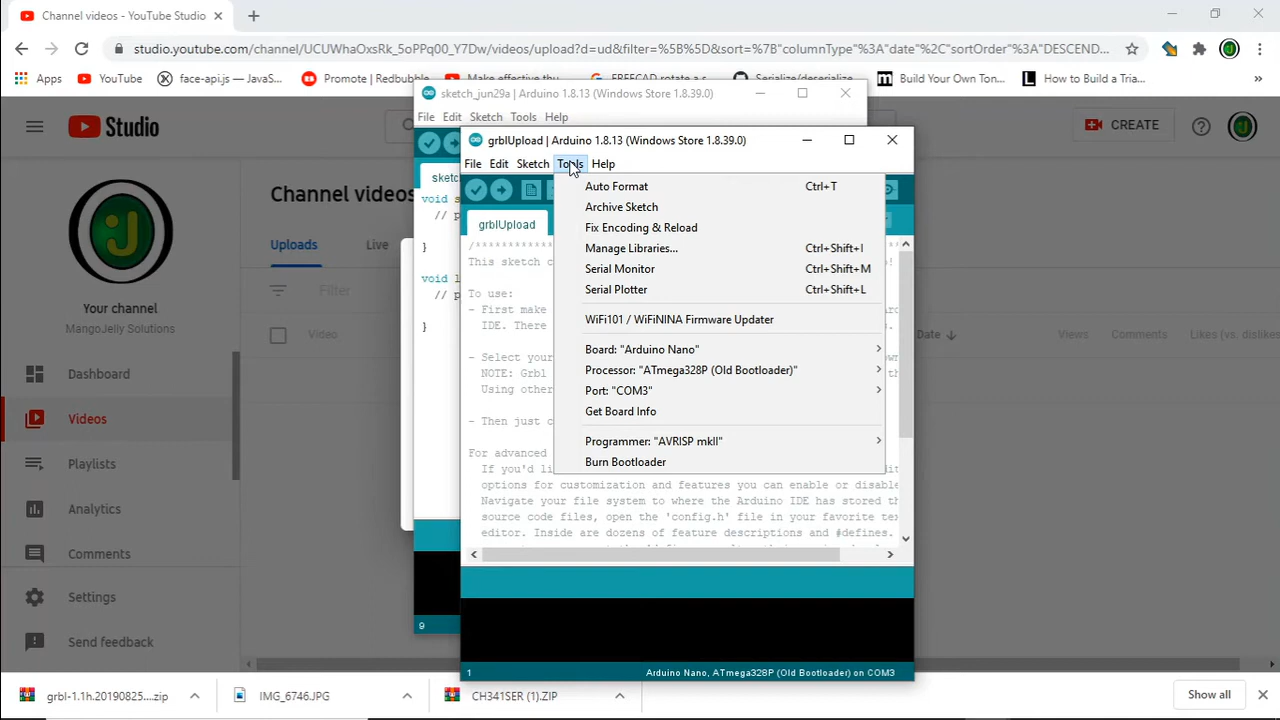 Channel videos - YouTube Studio
studio.youtube.com/channel/UCUWhaOxsRk_5oPPq00_Y7Dw/videos/upload?d=ud&filter=%5B%5D&sort=%7B"columnType"%3A"date"%2C"sortOrder"%3A"DESCEND...
Apps
YouTube
face-api.js — JavaS...
Promote | Redbubble
Make effective thu
FREECAD rotate a s
Serialize/deserialize
Build Your Own Ton...
How to Build a Tria...
Studio
CREATE
Your channel
MangoJelly Solutions
Dashboard
Videos
Playlists
Analytics
Comments
Settings
Send feedback
Channel videos
Uploads
Live
Filter
Video
Date
Views
Comments
Likes (vs. dislikes
sketch_jun29a | Arduino 1.8.13 (Windows Store 1.8.39.0)
File Edit Sketch Tools Help
sketc
void s
// p
}
void l
// p
}
9
grblUpload | Arduino 1.8.13 (Windows Store 1.8.39.0)
File Edit Sketch Tools Help
grblUpload
/************
This sketch c
To use:
- First make
IDE. There
- Select your
NOTE: Grbl
Using other
- Then just c
For advanced
If you'd li
options for customization and features you can enable or disable
Navigate your file system to where the Arduino IDE has stored th
source code files, open the 'config.h' file in your favorite tex
editor. Inside are dozens of feature descriptions and #defines.
Auto Format Ctrl+T
Archive Sketch
Fix Encoding & Reload
Manage Libraries... Ctrl+Shift+I
Serial Monitor Ctrl+Shift+M
Serial Plotter Ctrl+Shift+L
WiFi101 / WiFiNINA Firmware Updater
Board: "Arduino Nano"
Processor: "ATmega328P (Old Bootloader)"
Port: "COM3"
Get Board Info
Programmer: "AVRISP mkII"
Burn Bootloader
1 Arduino Nano, ATmega328P (Old Bootloader) on COM3
grbl-1.1h.20190825....zip
IMG_6746.JPG
CH341SER (1).ZIP
Show all